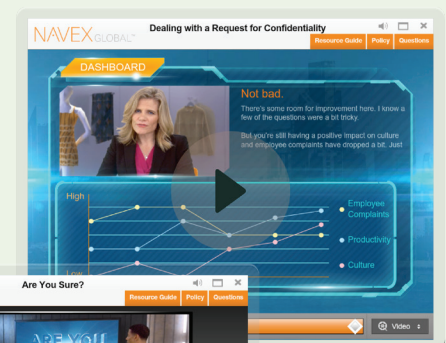 NAVEX GLOBAL™
Dealing with a Request for Confidentiality
Resource Guide
Policy
Questions
DASHBOARD
Not bad.
There's some room for improvement here. I know a
few of the questions were a bit tricky.
But you're still having a positive impact on culture
and employee complaints have dropped a bit. Just
High
Employee
Complaints
Productivity
Culture
Low
Are You Sure?
Resource Guide
Policy
Questions
ARE YOU
Video